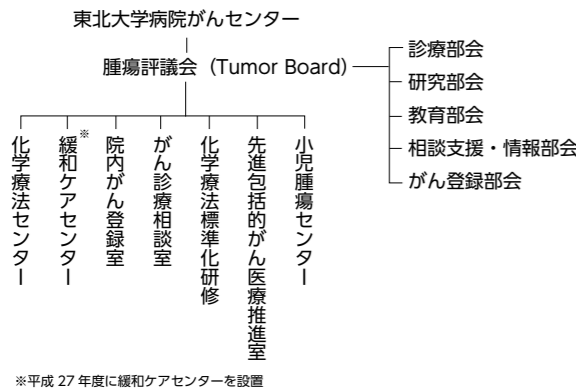 東北大学病院がんセンター
腫瘍評議会（Tumor Board）
診療部会
研究部会
教育部会
相談支援・情報部会
がん登録部会
化学療法センター
緩和ケアセンター※
院内がん登録室
がん診療相談室
化学療法標準化研修
先進包括的がん医療推進室
小児腫瘍センター
※平成 27 年度に緩和ケアセンターを設置